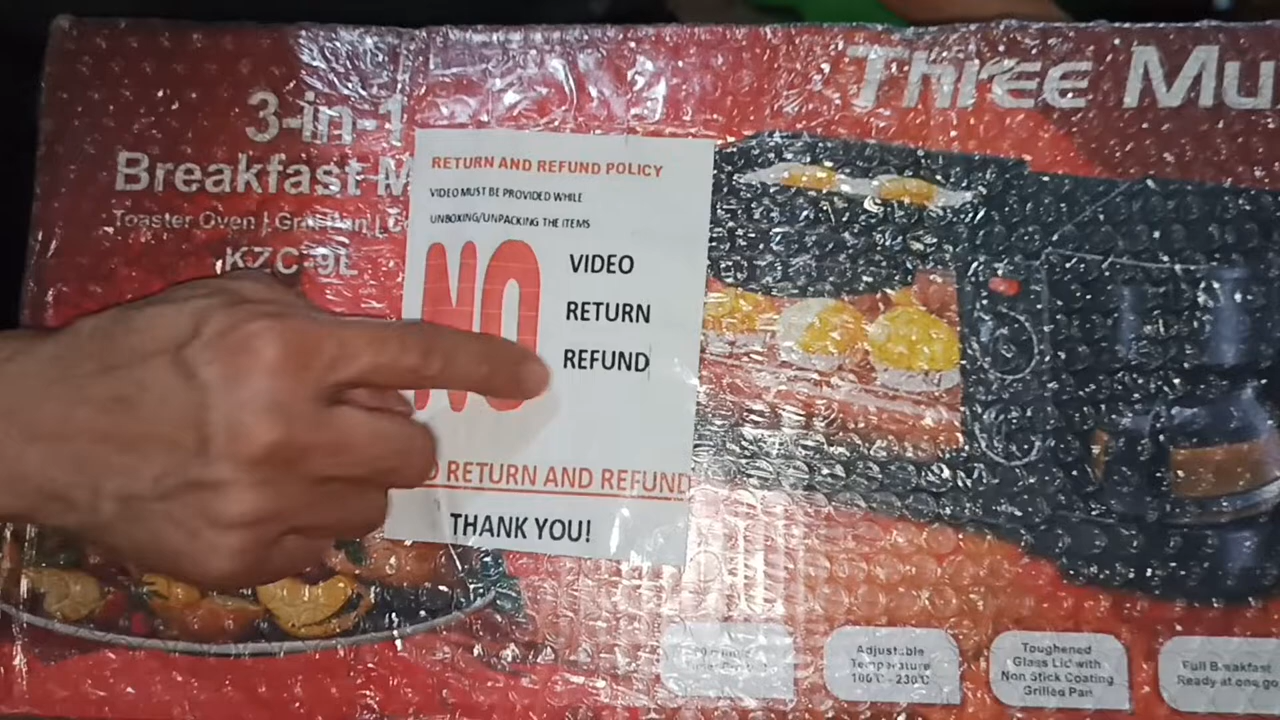 Three Mu
3-in-1
Breakfast M
Toaster Oven |
KZC-9L
RETURN AND REFUND POLICY
VIDEO MUST BE PROVIDED WHILE
UNBOXING/UNPACKING THE ITEMS
NO
VIDEO
RETURN
REFUND
RETURN AND REFUND
THANK YOU!
Adjustable
Temperature
100°C - 230°C
Toughened
Glass Lid with
Non Stick Coating
Grilled Pan
Full Breakfast
Ready at one go